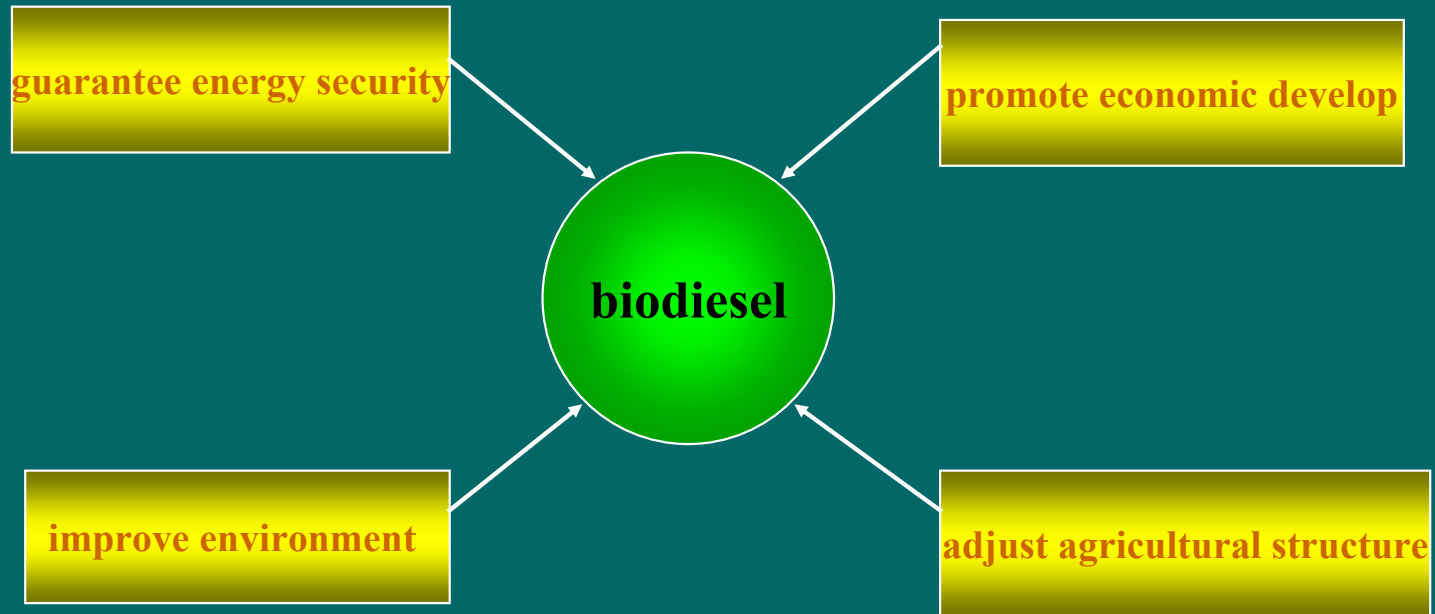 guarantee energy security
promote economic develop
biodiesel
improve environment
adjust agricultural structure